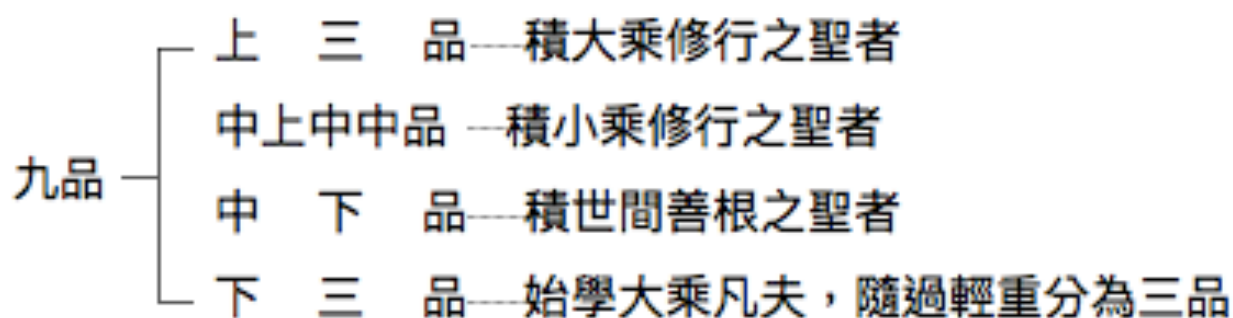 上三品 積大乘修行之聖者
中上中中品 積小乘修行之聖者
九品
中下品 積世間善根之聖者
下三品 始學大乘凡夫，隨過輕重分為三品